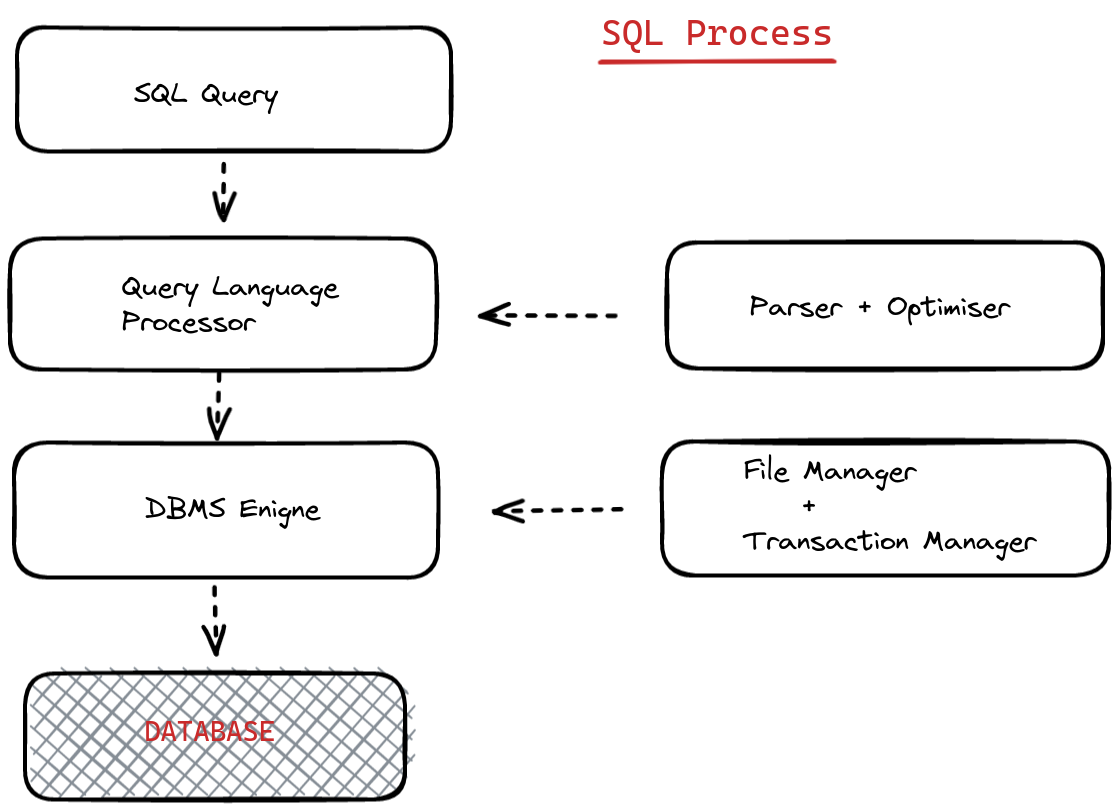 SQL Process
SQL Query
Query Language
Processor
Parser + Optimiser
DBMS Enigne
File Manager
+
Transaction Manager
DATABASE